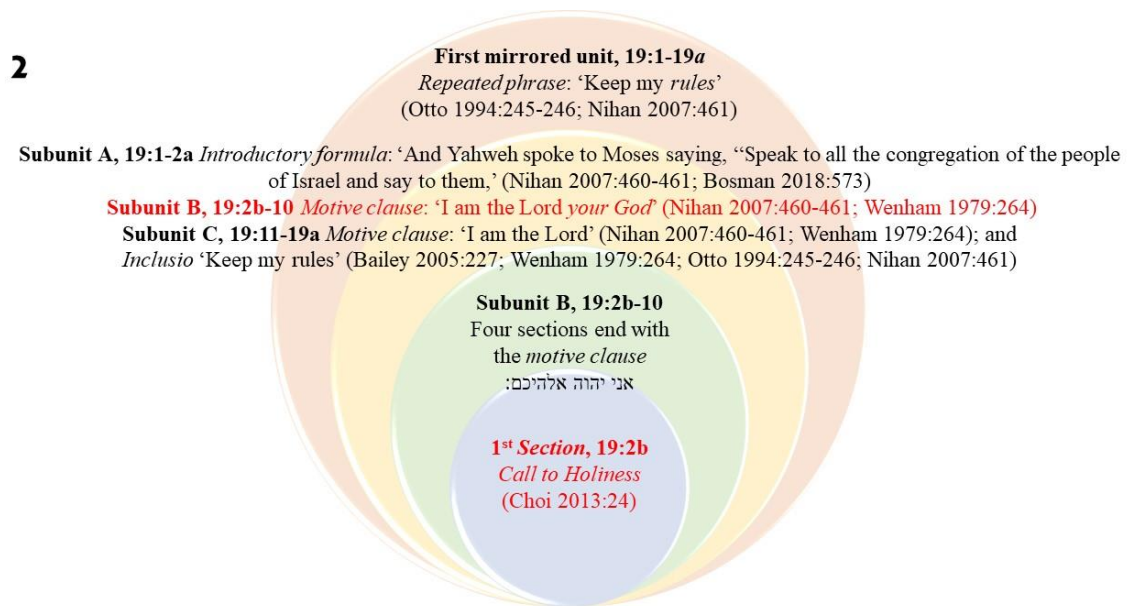 2
First mirrored unit, 19:1-19a
Repeated phrase: ‘Keep my rules’
(Otto 1994:245-246; Nihan 2007:461)
Subunit A, 19:1-2a Introductory formula: ‘And Yahweh spoke to Moses saying, “Speak to all the congregation of the people
of Israel and say to them,’ (Nihan 2007:460-461; Bosman 2018:573)
Subunit B, 19:2b-10 Motive clause: ‘I am the Lord your God’ (Nihan 2007:460-461; Wenham 1979:264)
Subunit C, 19:11-19a Motive clause: ‘I am the Lord’ (Nihan 2007:460-461; Wenham 1979:264); and
Inclusio ‘Keep my rules’ (Bailey 2005:227; Wenham 1979:264; Otto 1994:245-246; Nihan 2007:461)
Subunit B, 19:2b-10
Four sections end with
the motive clause
אני יהוה אלהיכם:
1st Section, 19:2b
Call to Holiness
(Choi 2013:24)